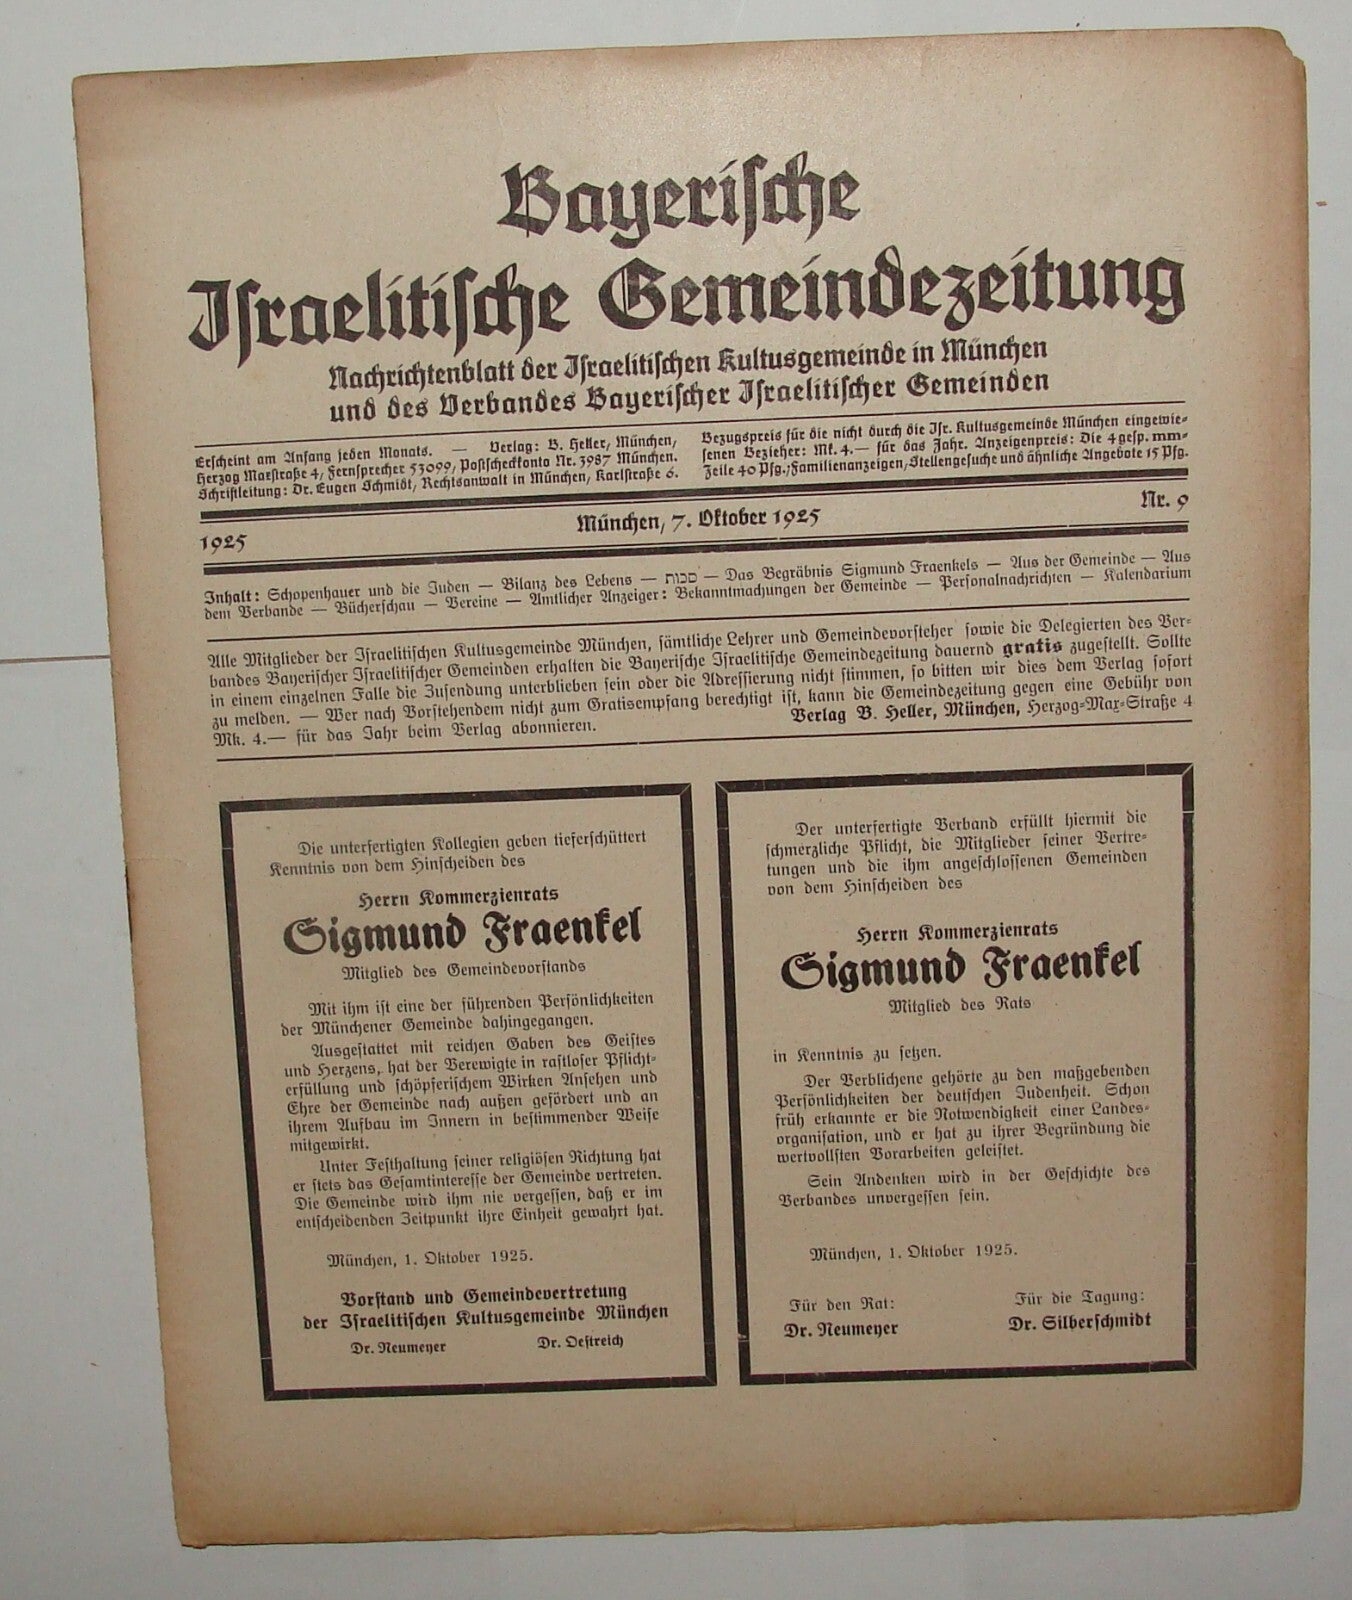 Bayerische
Israelitische Gemeindezeitung
Nachrichtenblatt der Israelitischen Kultusgemeinde in München
und des Verbandes Bayerischer Israelitischer Gemeinden
Erscheint am Anfang jeden Monats. — Verlag: B. Heller, München,
Herzog Maxstraße 4, Fernsprecher 53099, Postscheckkonto Nr. 3987 München.
Schriftleitung: Dr. Eugen Schmidt, Rechtsanwalt in München, Karlstraße 6.
Bezugspreis für die nicht durch die Isr. Kultusgemeinde München eingewie-
senen Bezieher: Mk. 4.— für das Jahr. Anzeigenpreis: Die 4 gesp. mm-
Zeile 40 Pfg., Familienanzeigen, Stellengesuche und ähnliche Angebote 15 Pfg.
1925
München, 7. Oktober 1925
Nr. 9
Inhalt: Schopenhauer und die Juden — Bilanz des Lebens — סכות — Das Begräbnis Sigmund Fraenkels — Aus der Gemeinde — Aus
dem Verbande — Bücherschau — Vereine — Amtlicher Anzeiger: Bekanntmachungen der Gemeinde — Personalnachrichten — Kalendarium
Alle Mitglieder der Israelitischen Kultusgemeinde München, sämtliche Lehrer und Gemeindevorsteher sowie die Delegierten des Ver-
bandes Bayerischer Israelitischer Gemeinden erhalten die Bayerische Israelitische Gemeindezeitung dauernd gratis zugestellt. Sollte
in einem einzelnen Falle die Zusendung unterblieben sein oder die Adressierung nicht stimmen, so bitten wir dies dem Verlag sofort
zu melden. — Wer nach Vorstehendem nicht zum Gratisempfang berechtigt ist, kann die Gemeindezeitung gegen eine Gebühr von
Mk. 4.— für das Jahr beim Verlag abonnieren. Verlag B. Heller, München, Herzog-Max-Straße 4
Die unterfertigten Kollegien geben tieferschüttert
Kenntnis von dem Hinscheiden des
Herrn Kommerzienrats
Sigmund Fraenkel
Mitglied des Gemeindevorstands
Mit ihm ist eine der führenden Persönlichkeiten
der Münchener Gemeinde dahingegangen.
Ausgestattet mit reichen Gaben des Geistes
und Herzens, hat der Verewigte in rastloser Pflicht-
erfüllung und schöpferischem Wirken Ansehen und
Ehre der Gemeinde nach außen gefördert und an
ihrem Aufbau im Innern in bestimmender Weise
mitgewirkt.
Unter Festhaltung seiner religiösen Richtung hat
er stets das Gesamtinteresse der Gemeinde vertreten.
Die Gemeinde wird ihm nie vergessen, daß er im
entscheidenden Zeitpunkt ihre Einheit gewahrt hat.
München, 1. Oktober 1925.
Vorstand und Gemeindevertretung
der Israelitischen Kultusgemeinde München
Dr. Neumeyer Dr. Oestreich
Der unterfertigte Verband erfüllt hiermit die
schmerzliche Pflicht, die Mitglieder seiner Vertre-
tungen und die ihm angeschlossenen Gemeinden
von dem Hinscheiden des
Herrn Kommerzienrats
Sigmund Fraenkel
Mitglied des Rats
in Kenntnis zu setzen.
Der Verblichene gehörte zu den maßgebenden
Persönlichkeiten der deutschen Judenheit. Schon
früh erkannte er die Notwendigkeit einer Landes-
organisation, und er hat zu ihrer Begründung die
wertvollsten Vorarbeiten geleistet.
Sein Andenken wird in der Geschichte des
Verbandes unvergessen sein.
München, 1. Oktober 1925.
Für den Rat: Für die Tagung:
Dr. Neumeyer Dr. Silberschmidt